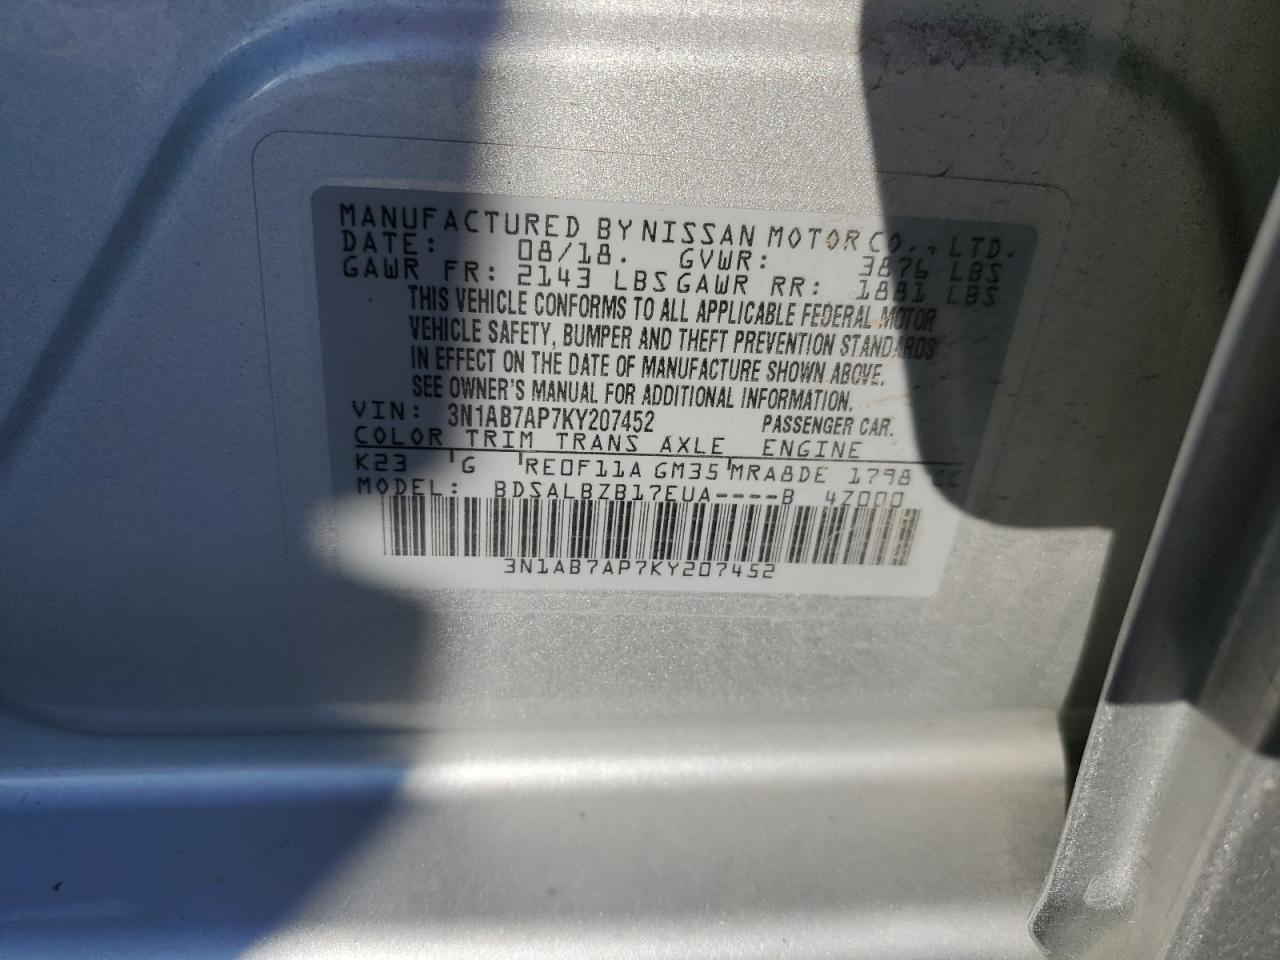 MANUFACTURED BY NISSAN MOTOR CO., LTD.
DATE: 08/18. GVWR: 3876 LBS
GAWR FR: 2143 LBS GAWR RR: 1881 LBS
THIS VEHICLE CONFORMS TO ALL APPLICABLE FEDERAL MOTOR
VEHICLE SAFETY, BUMPER AND THEFT PREVENTION STANDARDS
IN EFFECT ON THE DATE OF MANUFACTURE SHOWN ABOVE.
SEE OWNER'S MANUAL FOR ADDITIONAL INFORMATION.
VIN: 3N1AB7AP7KY207452 PASSENGER CAR.
COLOR TRIM TRANS AXLE ENGINE
K23 G RE0F11A GM35 MRA8DE 1798 CC
MODEL: BDSALBZB17EUA----B 4Z000
3N1AB7AP7KY207452